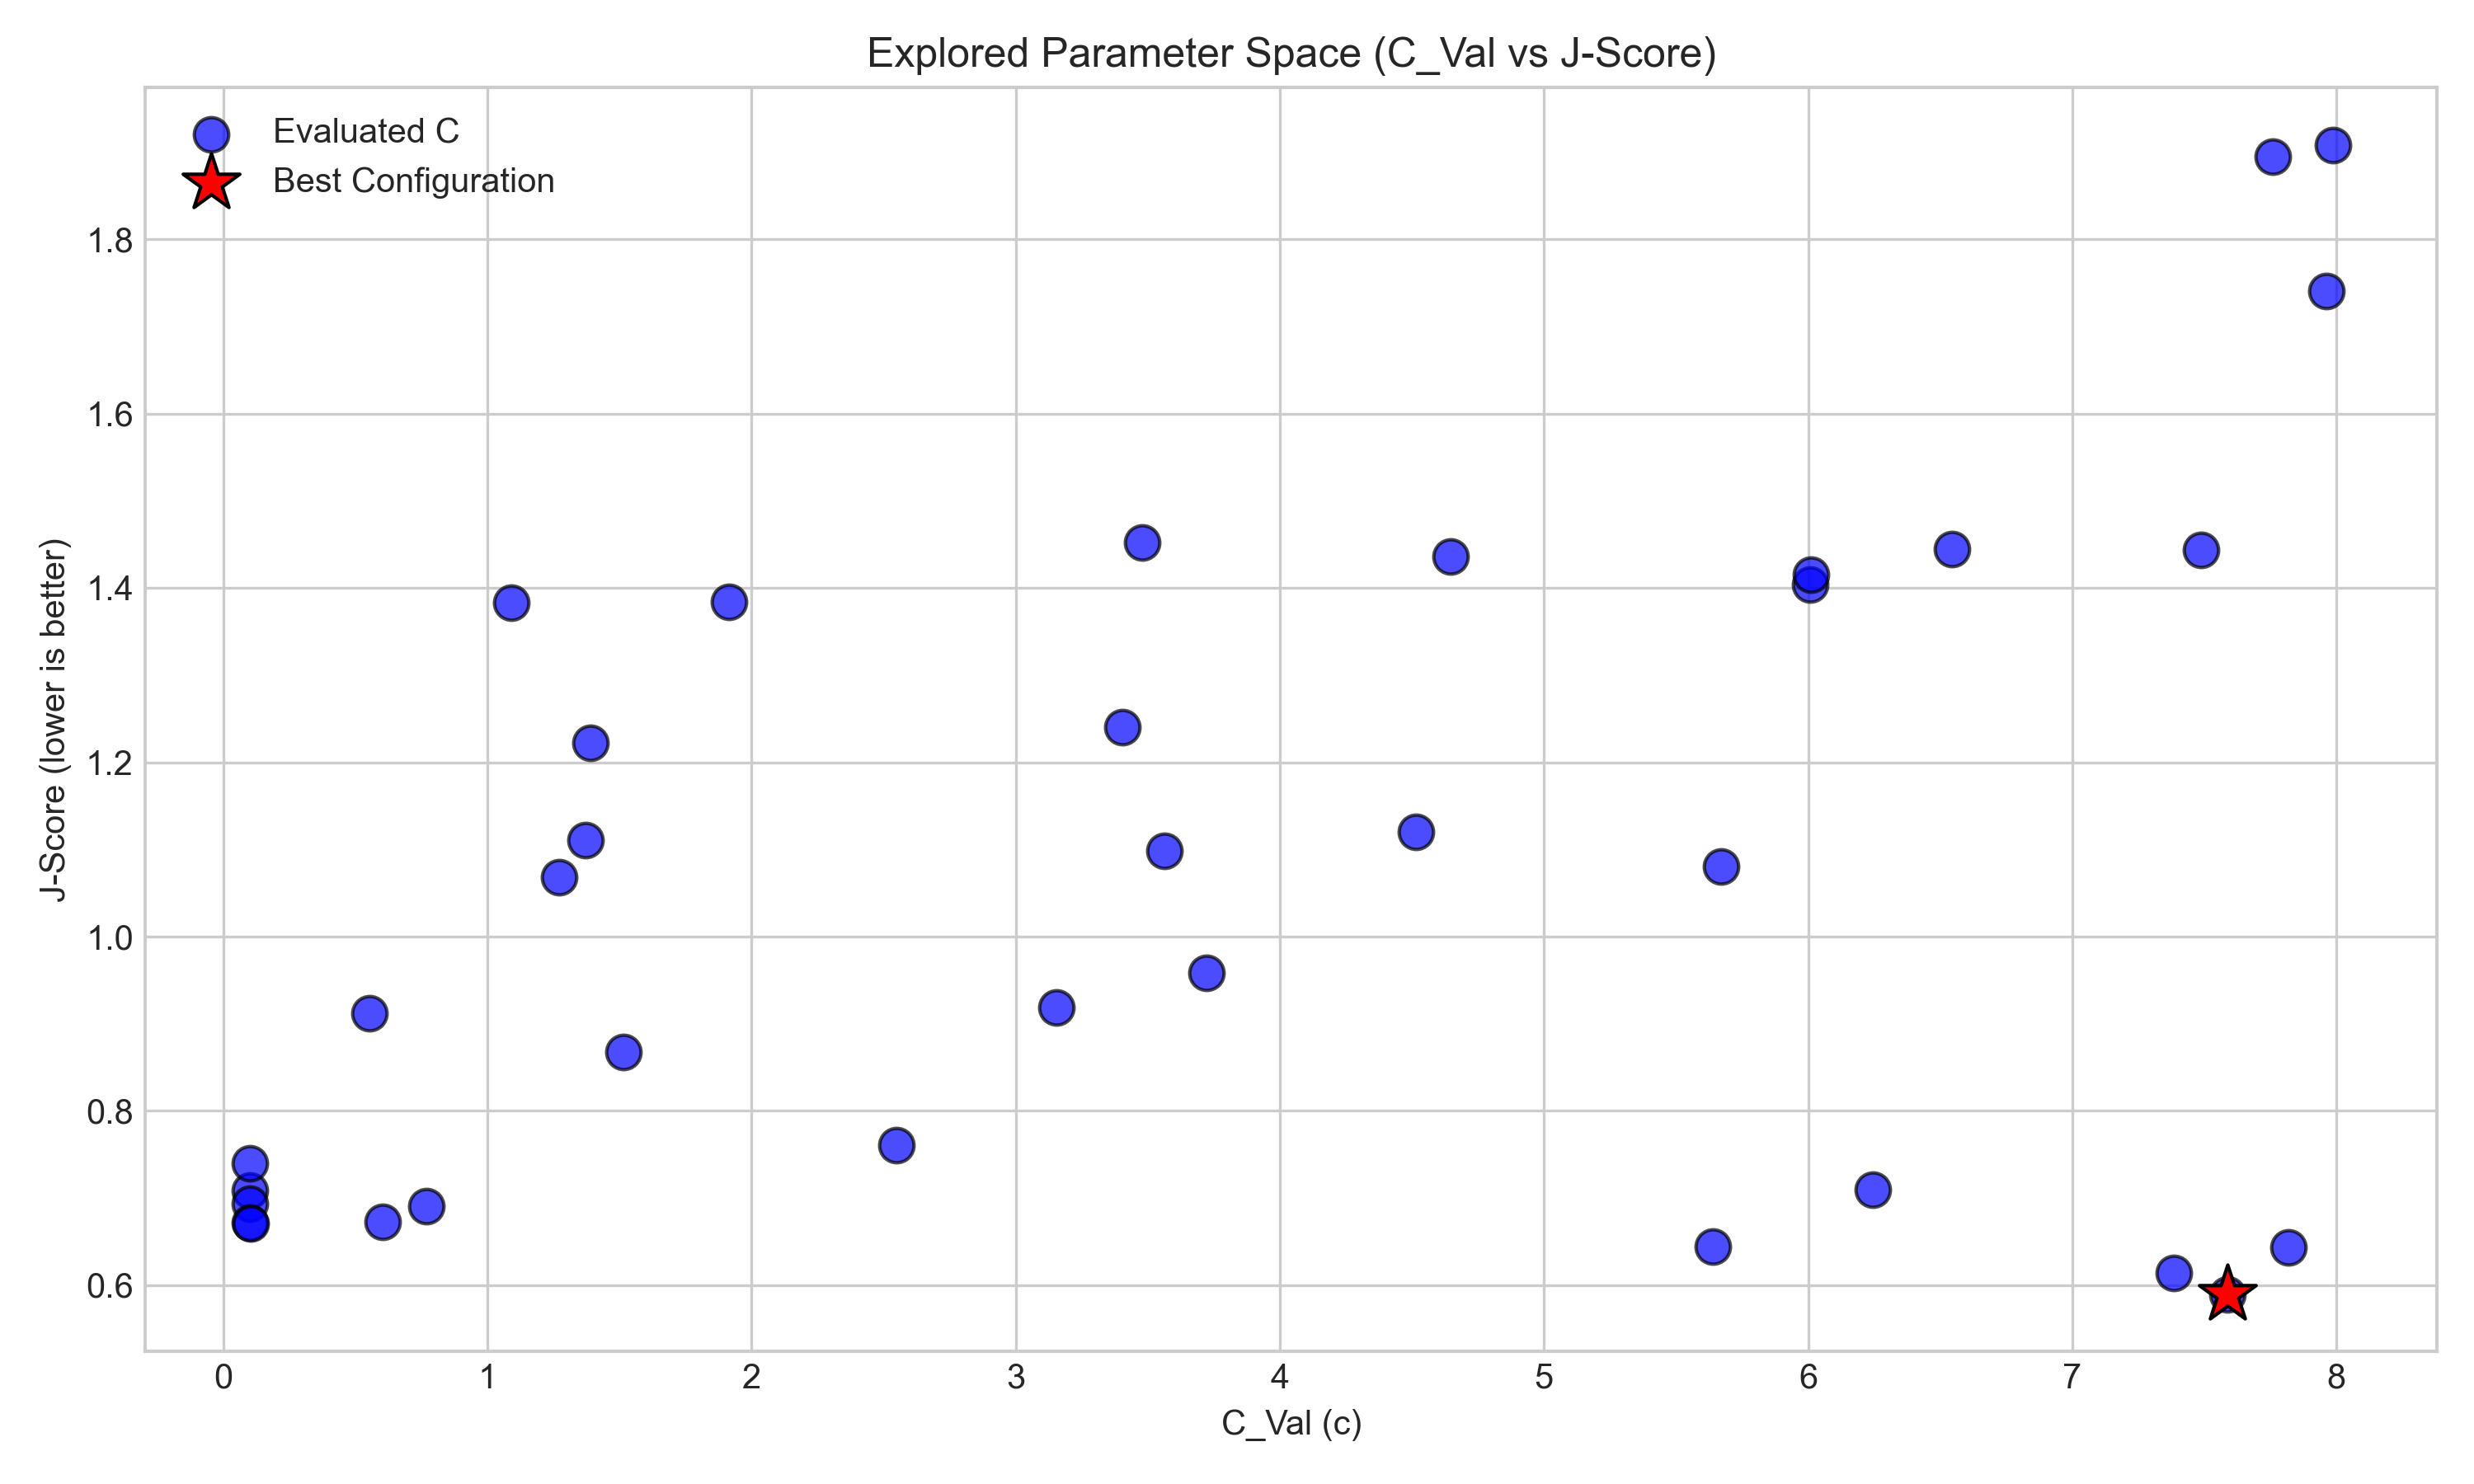 Explored Parameter Space (C_Val vs J-Score)
Evaluated C
Best Configuration
J-Score (lower is better)
1.8
1.6
1.4
1.2
1.0
0.8
0.6
0 1 2 3 4 5 6 7 8
C_Val (c)